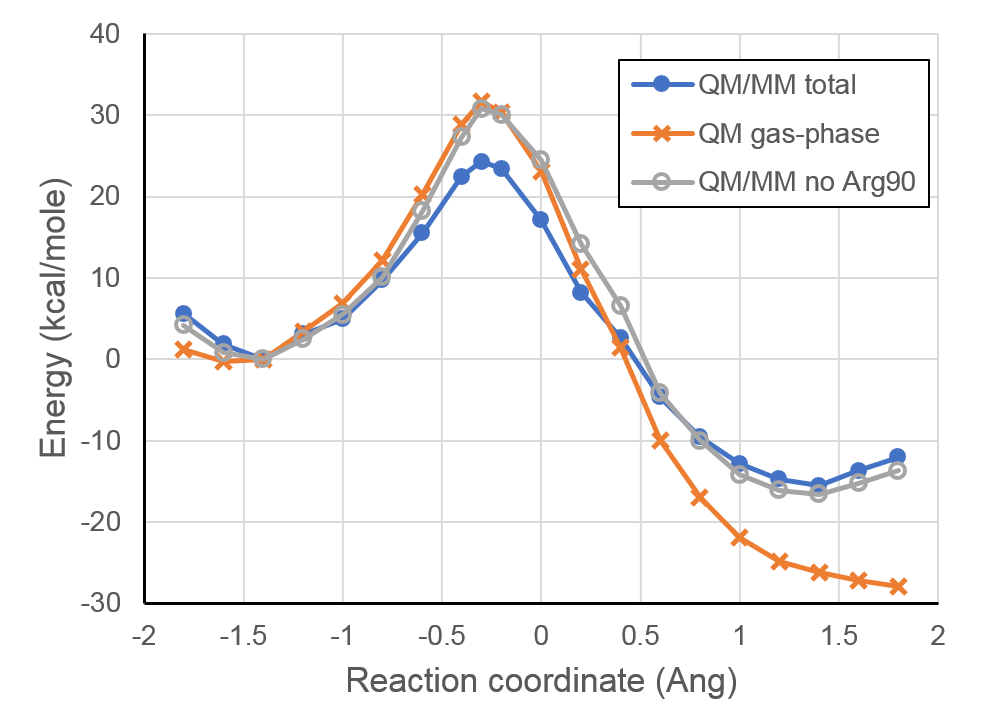 40
30
20
10
0
-10
-20
-30
Energy (kcal/mole)
QM/MM total
QM gas-phase
QM/MM no Arg90
-2 -1.5 -1 -0.5 0 0.5 1 1.5 2
Reaction coordinate (Ang)